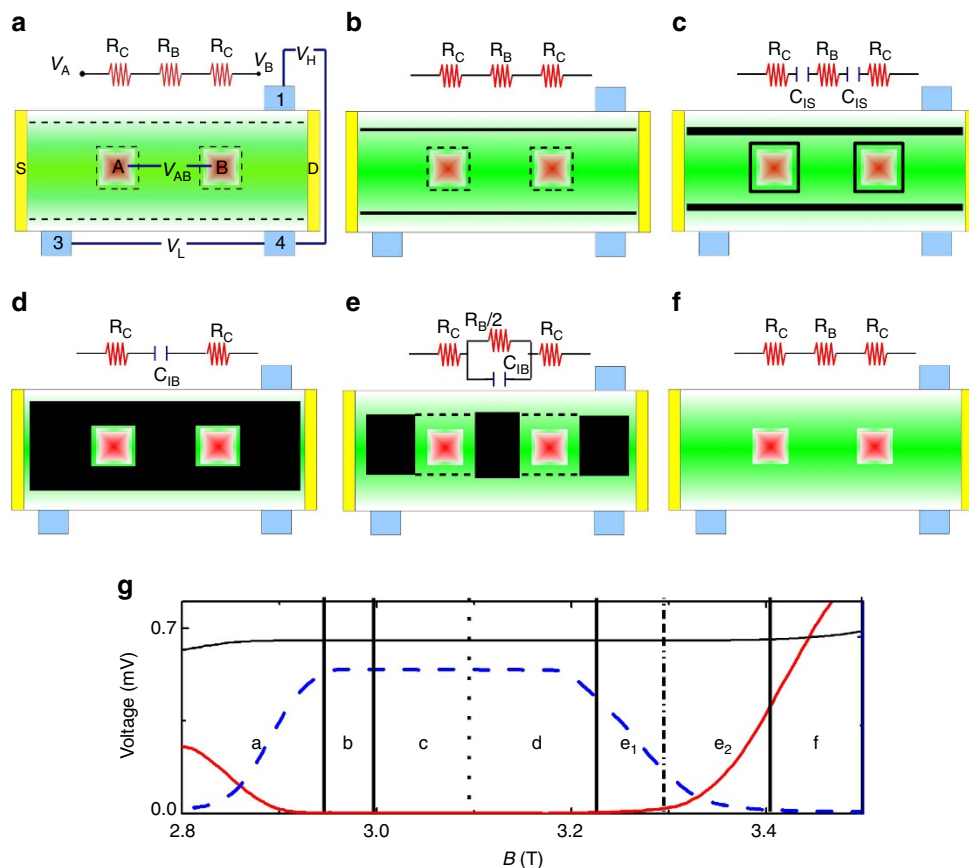 a
R_C R_B R_C
V_A V_B V_H
1
S A V_AB B D
3 V_L 4
b
R_C R_B R_C
c
R_C R_B R_C
C_IS C_IS
d
R_C R_C
C_IB
e
R_B/2
R_C R_C
C_IB
f
R_C R_B R_C
g
Voltage (mV)
0.7
0.0
a b c d e_1 e_2 f
2.8 3.0 3.2 3.4
B (T)